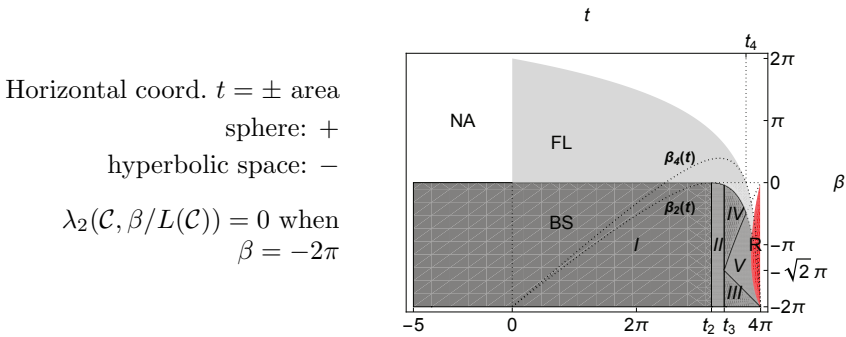 t
t₄
Horizontal coord. t = ± area
sphere: +
hyperbolic space: −
λ₂(𝒞, β/L(𝒞)) = 0 when
β = −2π
NA
FL
BS
β₄(t)
β₂(t)
I
II
III
IV
V
R
2π
π
0
−π
−√2 π
−2π
β
−5 0 2π t₂ t₃ 4π